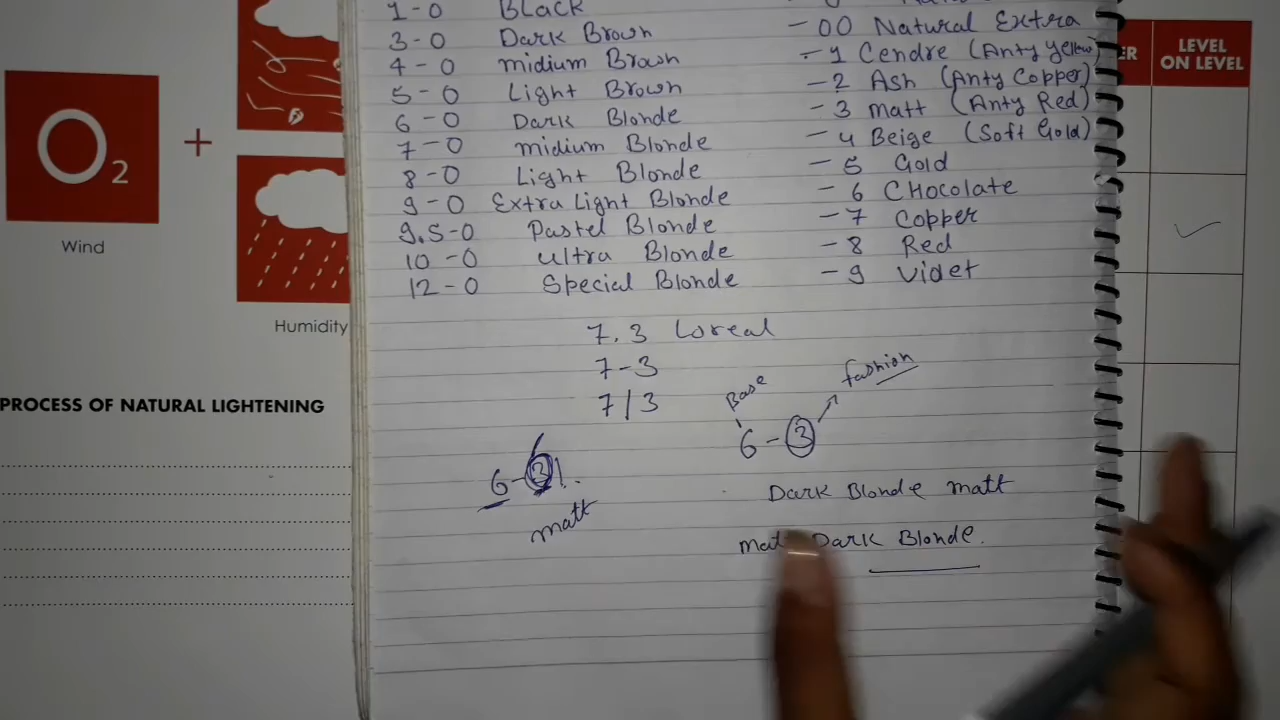 1-0 BLack
3-0 Dark Brown
4-0 midium Brown
5-0 Light Brown
6-0 Dark Blonde
7-0 midium Blonde
8-0 Light Blonde
9-0 Extra Light Blonde
9.5-0 Pastel Blonde
10-0 ultra Blonde
12-0 Special Blonde
-00 Natural Extra
-1 Cendre (Anty yellow)
-2 Ash (Anty Copper)
-3 Matt (Anty Red)
-4 Beige (Soft Gold)
-5 Gold
-6 CHocolate
-7 Copper
-8 Red
-9 Violet
7.3 Loreal
7-3
7/3
Base
fashion
6-3
6
6-3
matt
Dark Blonde matt
Dark Blonde.
O2
+
Wind
Humidity
PROCESS OF NATURAL LIGHTENING
ER
LEVEL
ON LEVEL